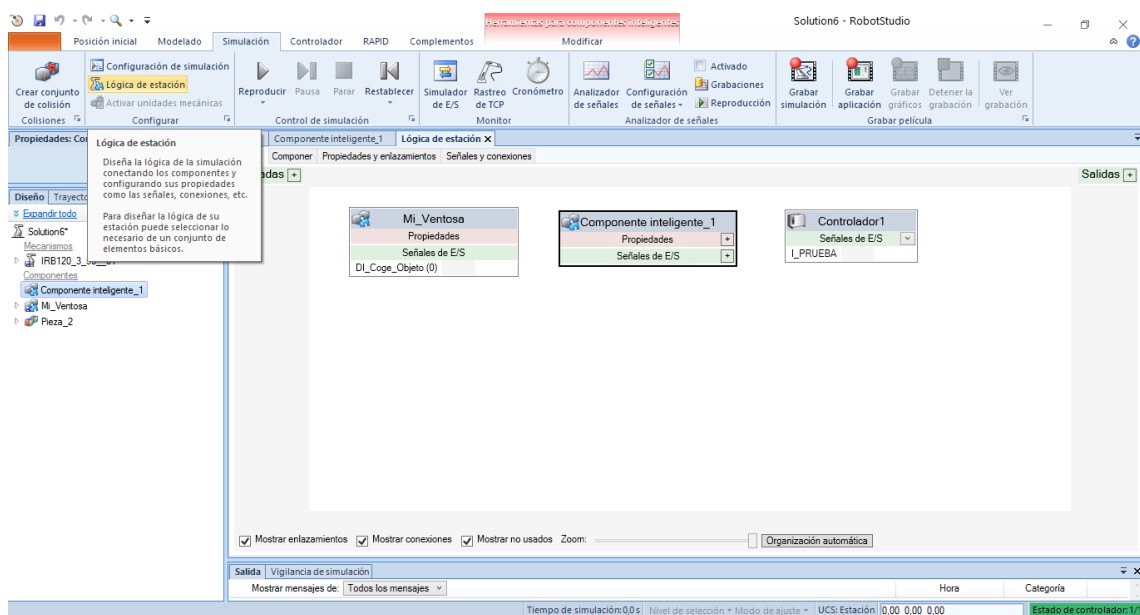 Herramientas para componentes inteligentes
Solution6 - RobotStudio
Posición inicial Modelado Simulación Controlador RAPID Complementos Modificar
Crear conjunto de colisión
Colisiones
Configuración de simulación
Lógica de estación
Activar unidades mecánicas
Configurar
Reproducir Pausa Parar Restablecer
Control de simulación
Simulador de E/S
Rastreo de TCP
Cronómetro
Monitor
Analizador de señales
Configuración de señales
Activado
Grabaciones
Reproducción
Analizador de señales
Grabar simulación
Grabar aplicación
Grabar gráficos
Detener la grabación
Ver grabación
Grabar película
Propiedades: Co
Componente inteligente_1 Lógica de estación X
Lógica de estación
Diseña la lógica de la simulación
conectando los componentes y
configurando sus propiedades
como las señales, conexiones, etc.
Para diseñar la lógica de su
estación puede seleccionar lo
necesario de un conjunto de
elementos básicos.
Componer Propiedades y enlazamientos Señales y conexiones
adas +
Salidas +
Diseño Trayecto
Expandir todo
Solution6*
Mecanismos
IRB120_3_
Componentes
Componente inteligente_1
Mi_Ventosa
Pieza_2
Mi_Ventosa
Propiedades
Señales de E/S
DI_Coge_Objeto (0)
Componente inteligente_1
Propiedades +
Señales de E/S +
Controlador1
Señales de E/S
I_PRUEBA
Mostrar enlazamientos Mostrar conexiones Mostrar no usados Zoom: Organización automática
Salida Vigilancia de simulación
Mostrar mensajes de: Todos los mensajes Hora Categoría
Tiempo de simulación: 0,0 s Nivel de selección Modo de ajuste UCS: Estación 0,00 0,00 0,00 Estado de controlador: 1/